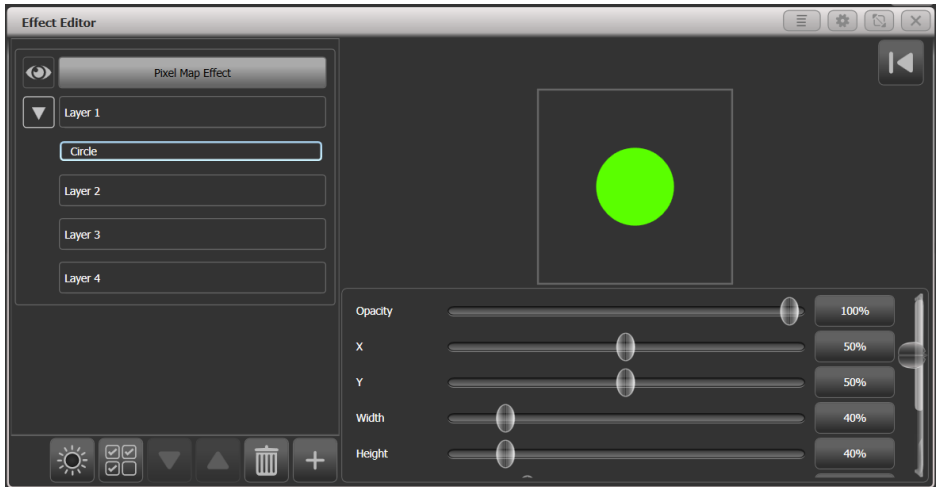 Effect Editor
Pixel Map Effect
Layer 1
Circle
Layer 2
Layer 3
Layer 4
Opacity 100%
X 50%
Y 50%
Width 40%
Height 40%